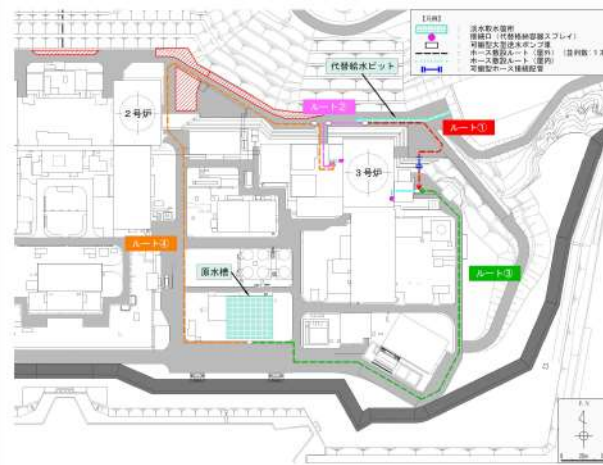 【凡例】
淡水取水箇所
接続口（代替格納容器スプレイ）
可搬型大型送水ポンプ車
ホース敷設ルート（屋外）
ホース敷設ルート（屋内）
可搬型ホース接続配管
代替給水ピット
ルート②
ルート①
2号炉
3号炉
ルート④
原水槽
ルート③